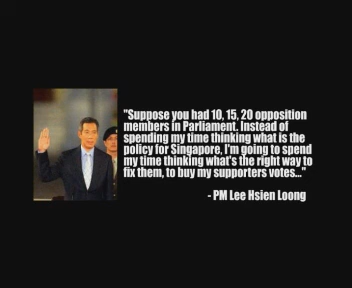 "Suppose you had 10, 15, 20 opposition
members in Parliament. Instead of
spending my time thinking what is the
policy for Singapore, I'm going to spend
my time thinking what's the right way to
fix them, to buy my supporters votes..."
- PM Lee Hsien Loong